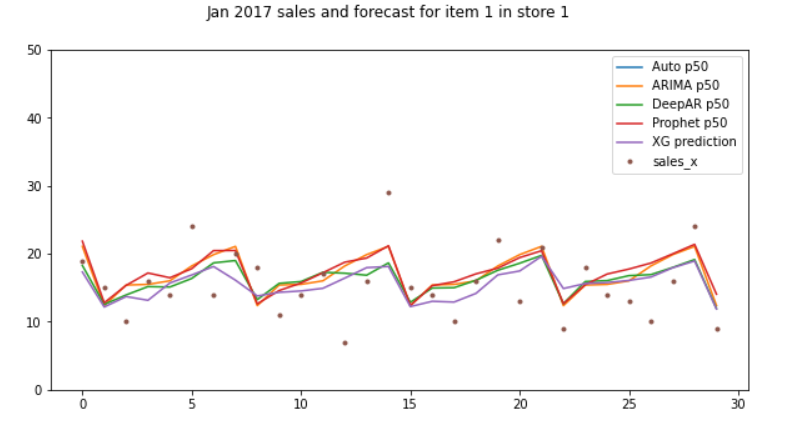 Jan 2017 sales and forecast for item 1 in store 1
50
40
30
20
10
0
Auto p50
ARIMA p50
DeepAR p50
Prophet p50
XG prediction
sales_x
0 5 10 15 20 25 30